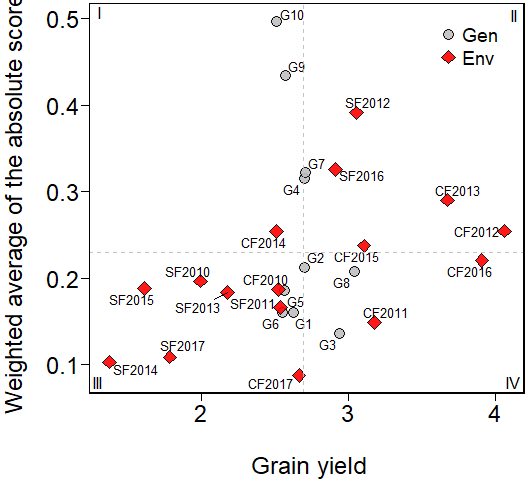 Weighted average of the absolute score
0.5
0.4
0.3
0.2
0.1
I
II
III
IV
Gen
Env
G10
G9
SF2012
G7
SF2016
G4
CF2013
CF2014
CF2012
CF2015
G2
CF2016
SF2010
CF2010
G8
SF2015
SF2013
SF2011
G5
G6
G1
CF2011
G3
SF2017
SF2014
CF2017
2
3
4
Grain yield